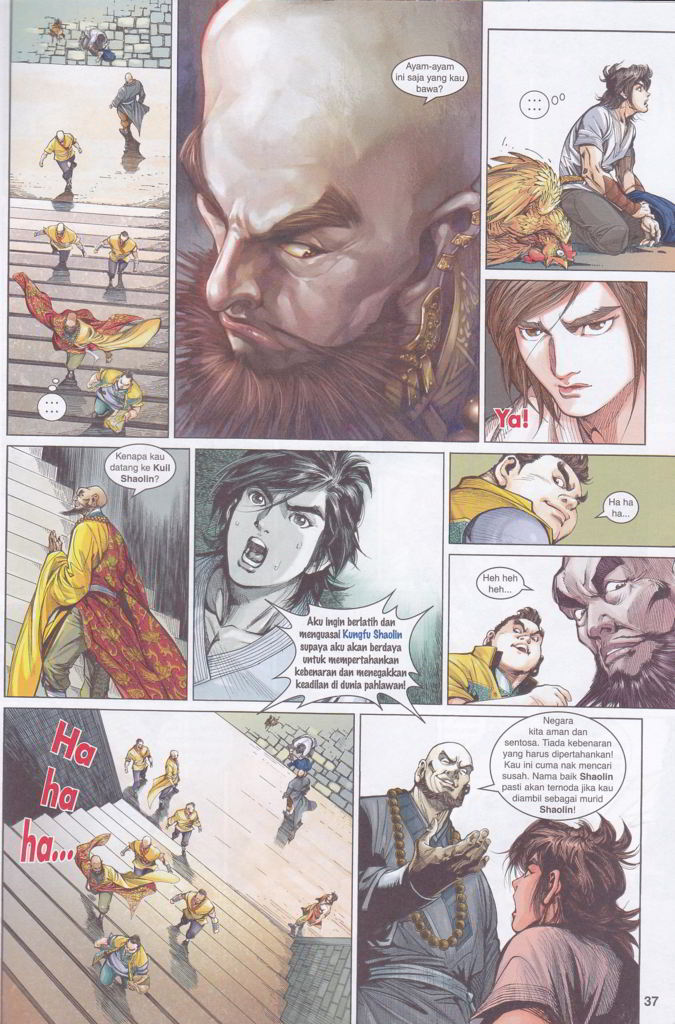 Ayam-ayam
ini saja yang kau
bawa?
Ya!
Kenapa kau
datang ke Kuil
Shaolin?
Aku ingin berlatih dan
menguasai Kungfu Shaolin
supaya aku akan berdaya
untuk mempertahankan
kebenaran dan menegakkan
keadilan di dunia pahlawan!
Ha ha
ha...
Heh heh
heh...
Ha
ha
ha...
Negara
kita aman dan
sentosa. Tiada kebenaran
yang harus dipertahankan!
Kau ini cuma nak mencari
susah. Nama baik Shaolin
pasti akan ternoda jika kau
diambil sebagai murid
Shaolin!
37